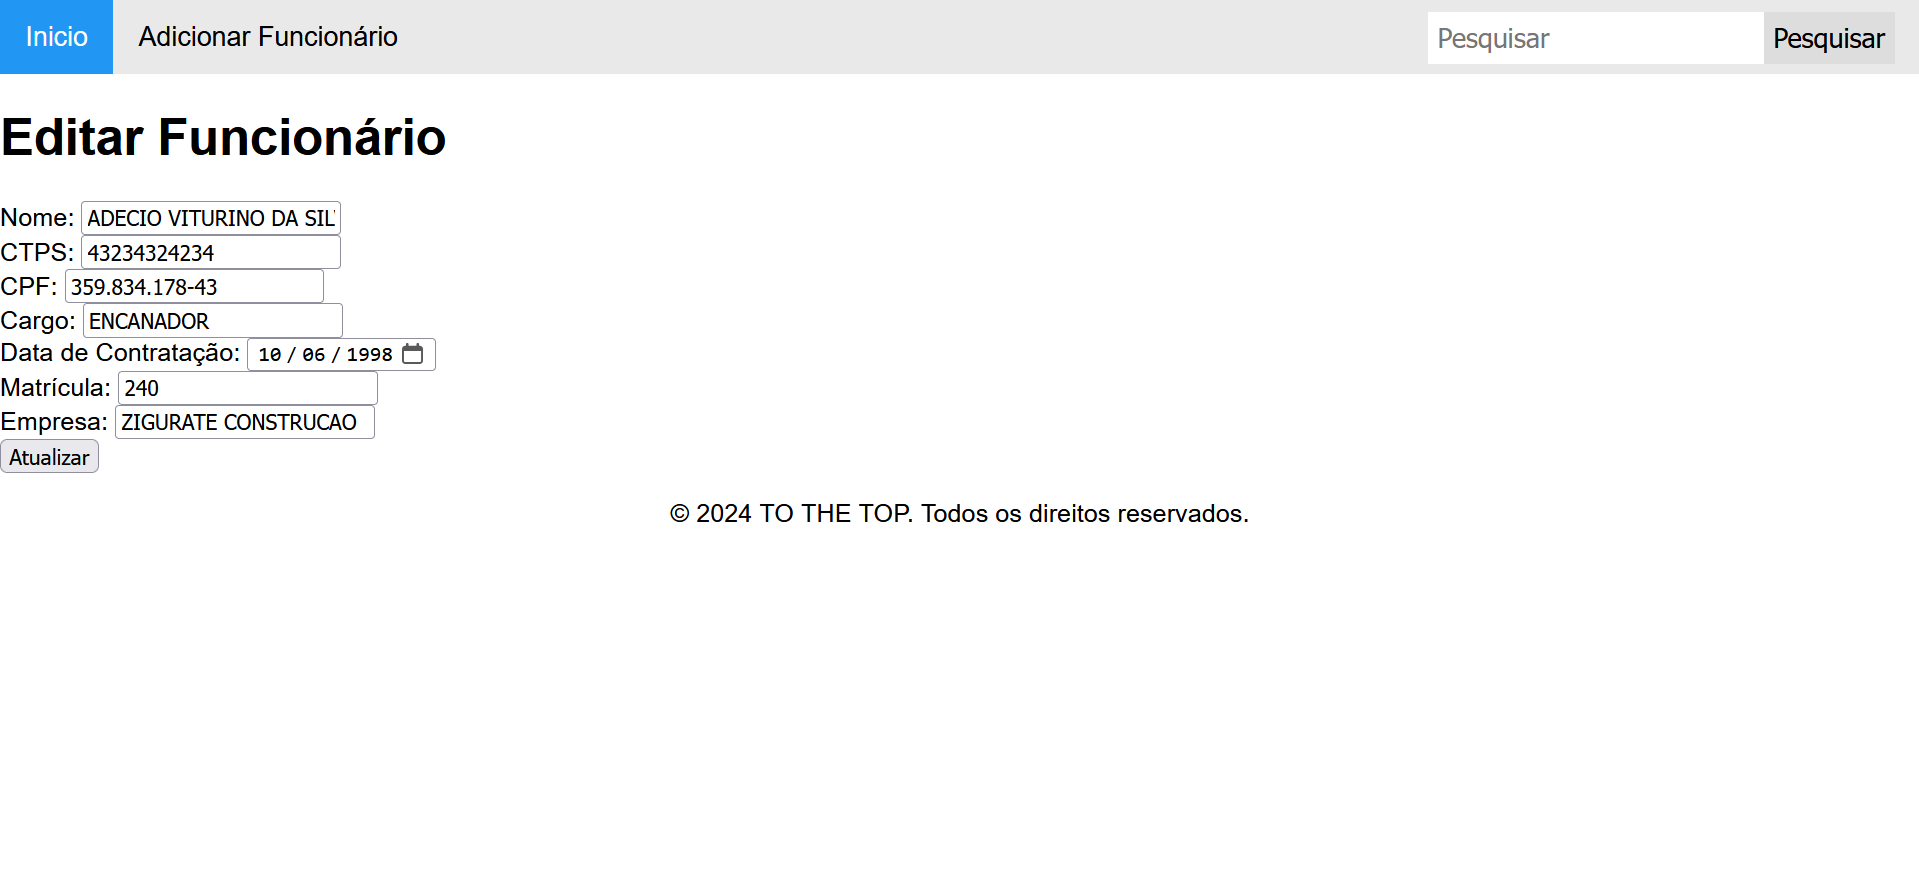 Inicio Adicionar Funcionário Pesquisar Pesquisar
Editar Funcionário
Nome: ADECIO VITURINO DA SIL
CTPS: 43234324234
CPF: 359.834.178-43
Cargo: ENCANADOR
Data de Contratação: 10 / 06 / 1998
Matrícula: 240
Empresa: ZIGURATE CONSTRUCAO
Atualizar
© 2024 TO THE TOP. Todos os direitos reservados.